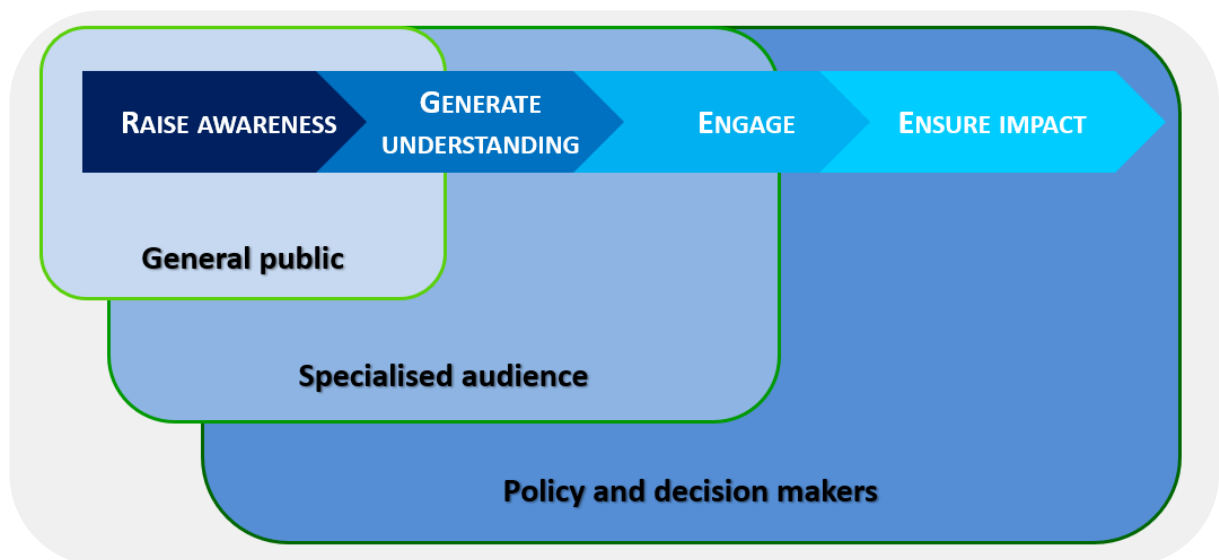 RAISE AWARENESS
GENERATE
UNDERSTANDING
ENGAGE
ENSURE IMPACT
General public
Specialised audience
Policy and decision makers